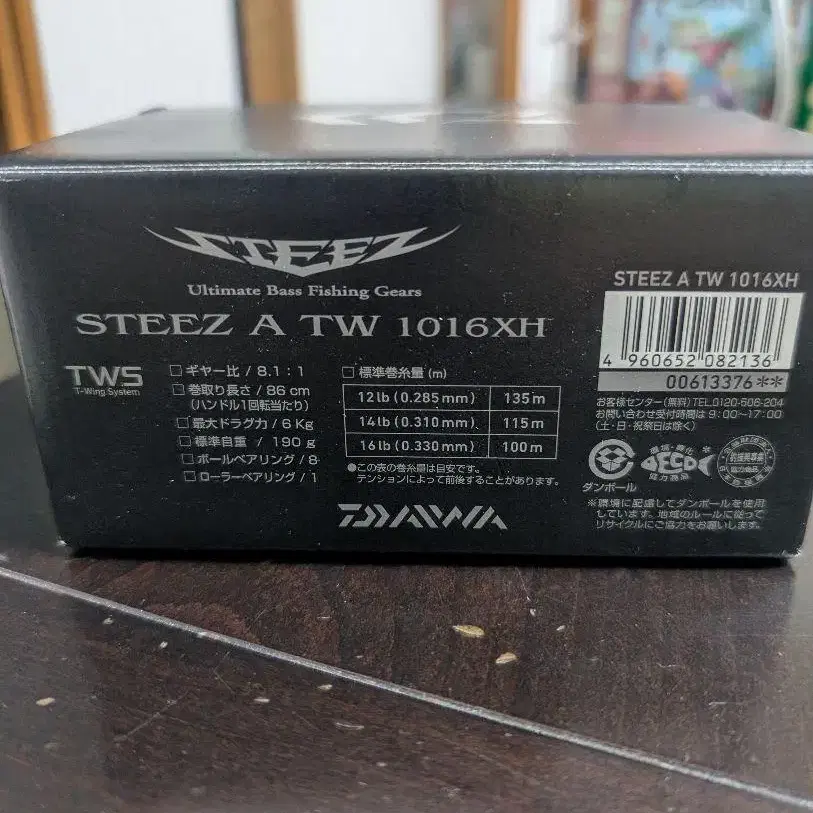 STEEZ
Ultimate Bass Fishing Gears
STEEZ A TW 1016XH
TWS
T-Wing System
□ギヤー比 / 8.1:1
□巻取り長さ / 86cm
(ハンドル1回転当たり)
□最大ドラグ力 / 6Kg
□標準自重 / 190g
□ボールベアリング / 8
□ローラーベアリング / 1
□標準巻糸量(m)
12lb(0.285mm) 135m
14lb(0.310mm) 115m
16lb(0.330mm) 100m
●この表の巻糸量は目安です。
テンションによって前後することがあります。
DAIWA
STEEZ A TW 1016XH
4 960652 082136
00613376**
お客様センター(無料)TEL.0120-506-204
お問い合わせ受付時間は9:00〜17:00
(土・日・祝祭日は除く)
ダンボール
ECO
※環境に配慮してダンボールを使用
しています。地域のルールに従って
リサイクルにご協力をお願いします。